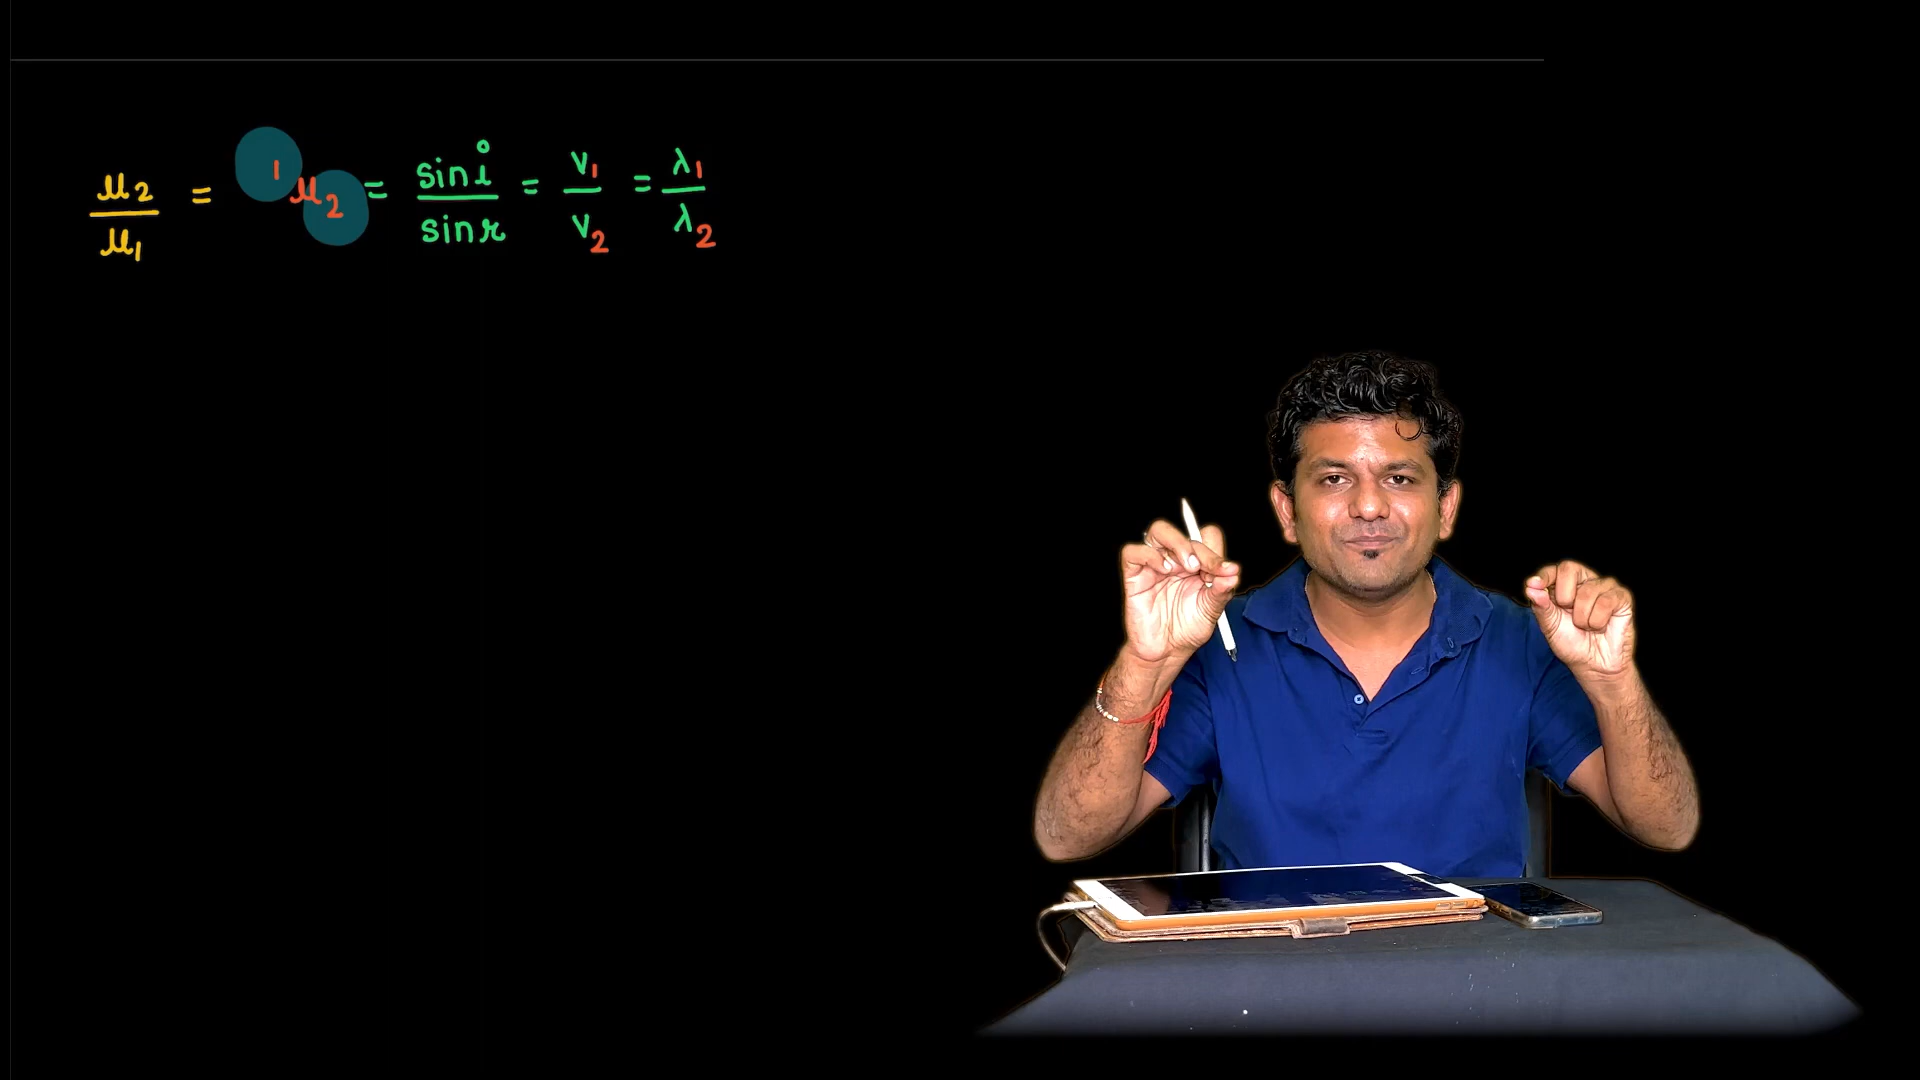 μ₂/μ₁ = ¹μ₂ = sin i/sin r = v₁/v₂ = λ₁/λ₂